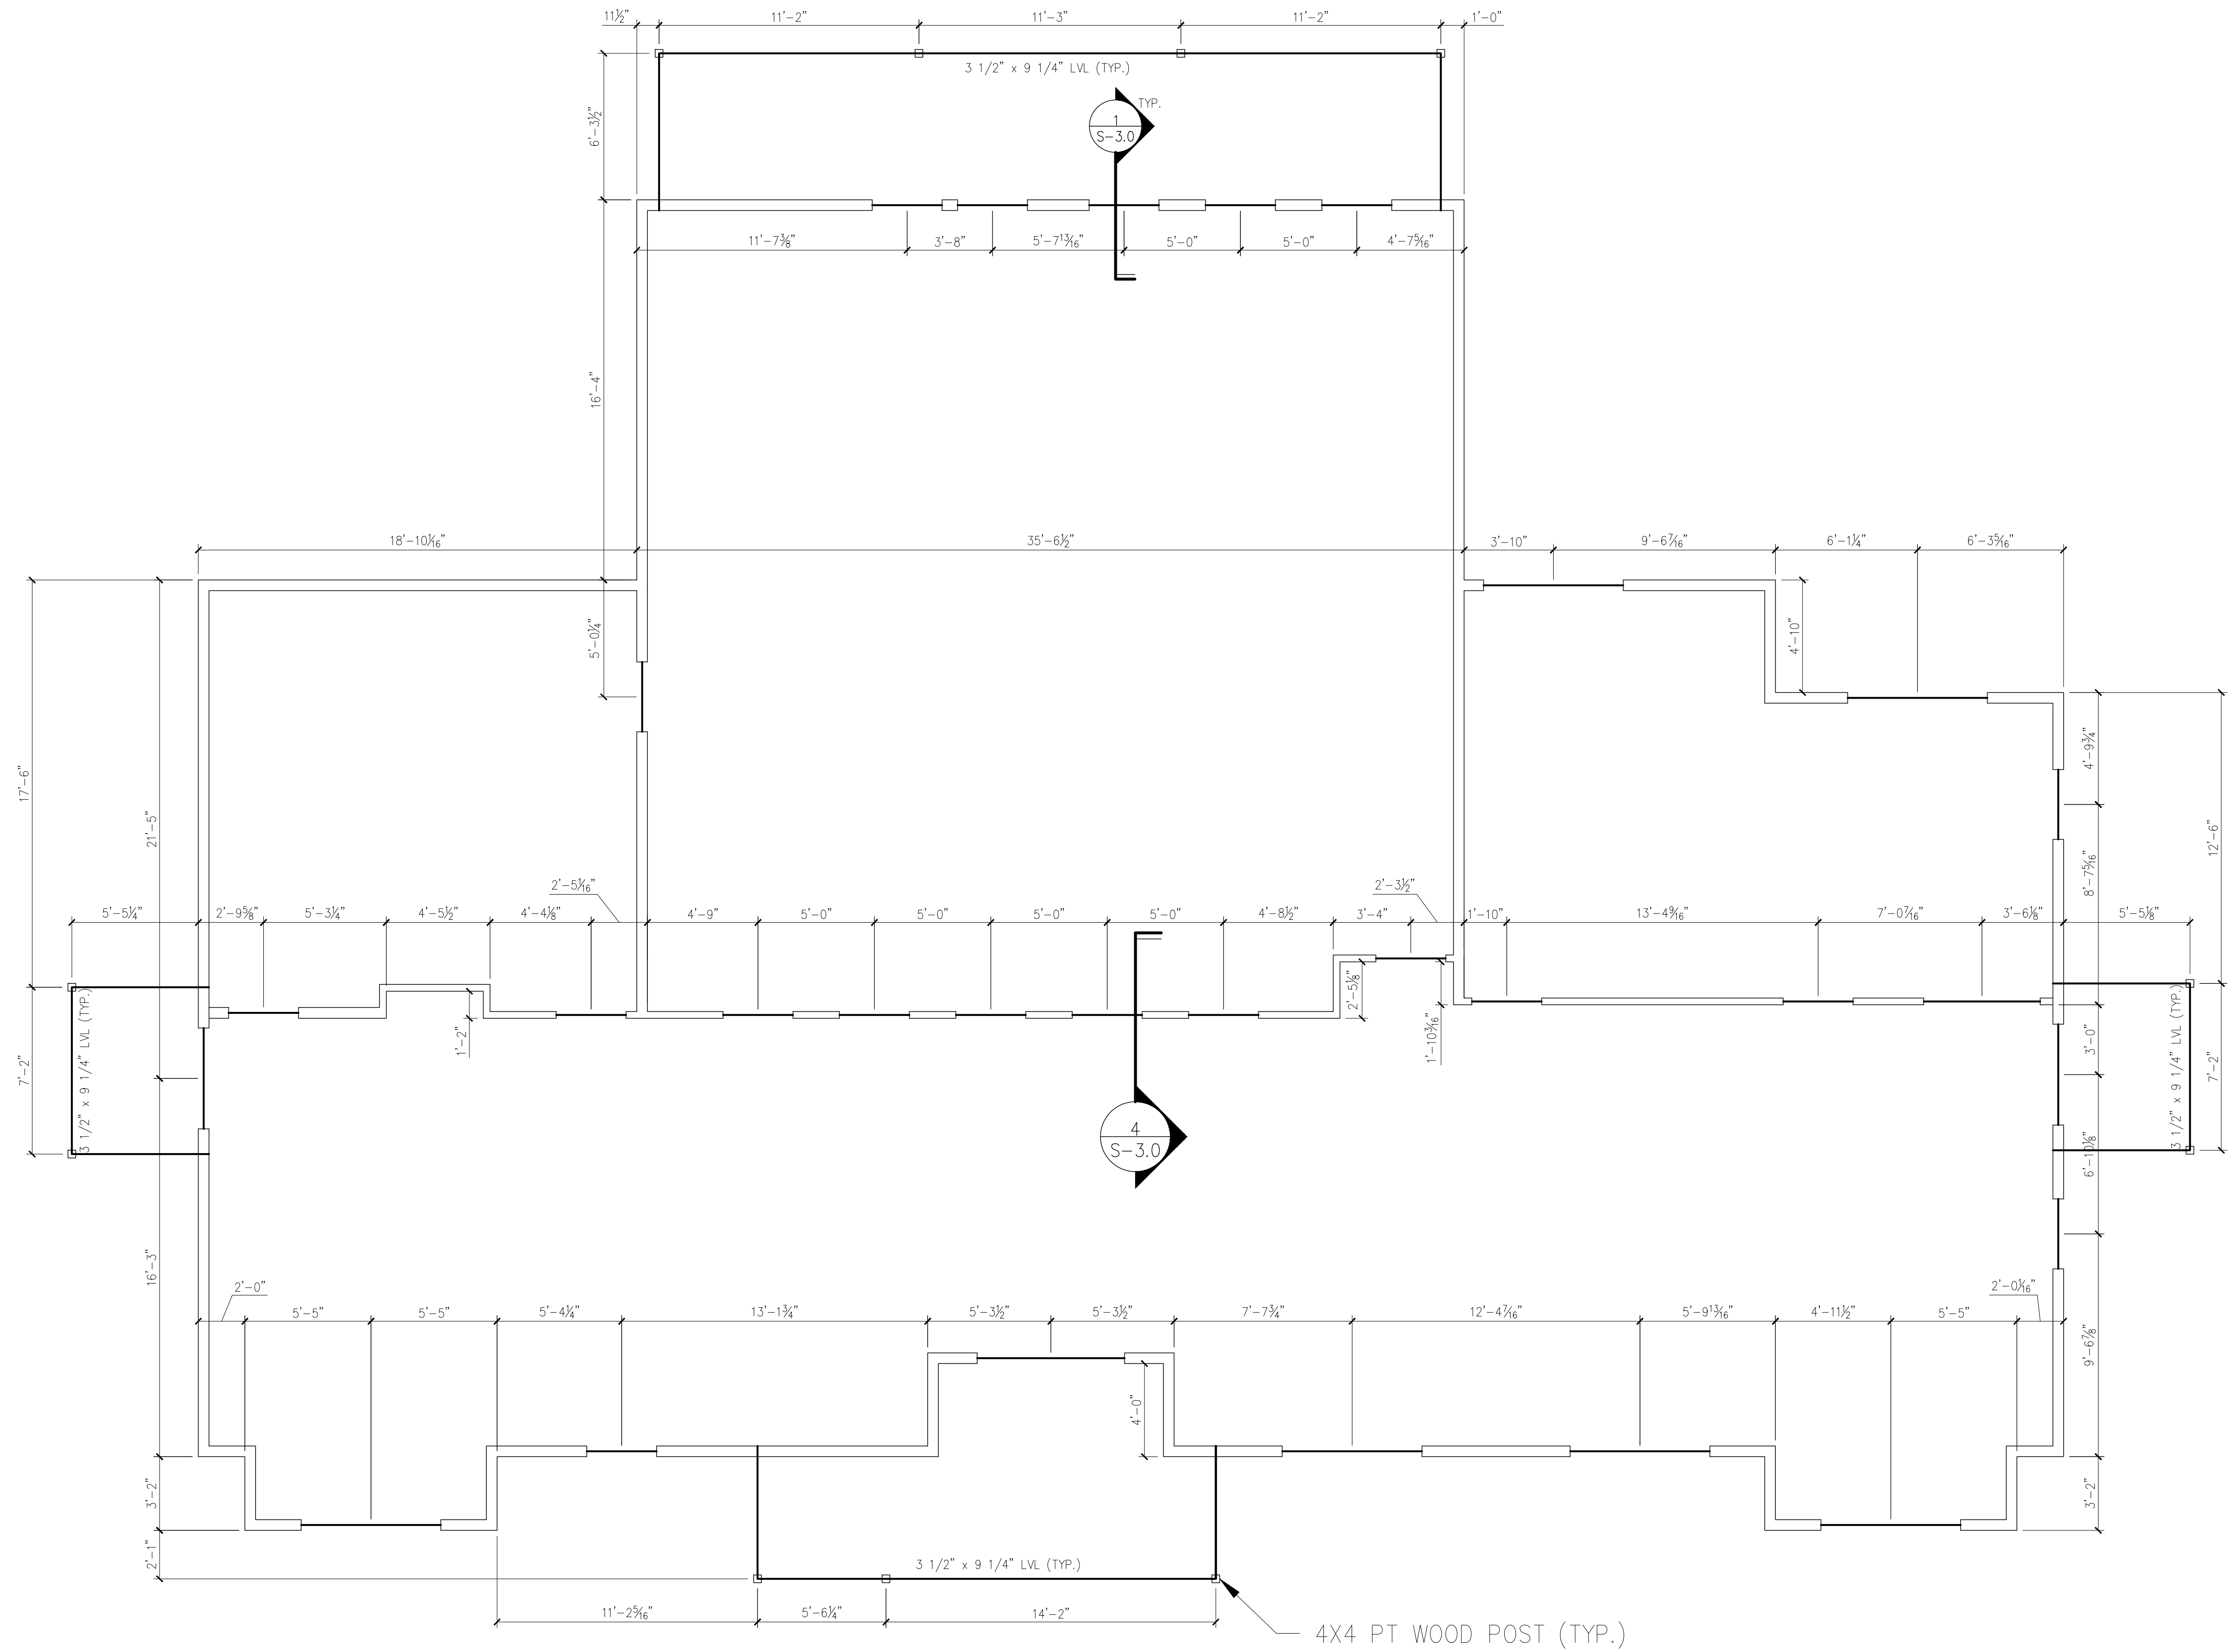 11½" 11'-2" 11'-3" 11'-2" 1'-0"
3 1/2" x 9 1/4" LVL (TYP.)
TYP.
1
S-3.0
6'-3½"
11'-7⅜" 3'-8" 5'-7¹³⁄₁₆" 5'-0" 5'-0" 4'-7⁵⁄₁₆"
16'-4"
18'-10¹⁄₁₆" 35'-6½" 3'-10" 9'-6⁷⁄₁₆" 6'-1¼" 6'-3⁵⁄₁₆"
5'-0¼"
4'-10"
4'-9¾"
17'-6"
21'-5"
12'-6"
8'-7⁵⁄₁₆"
2'-5¹⁄₁₆" 2'-3½"
5'-5¼" 2'-9⅝" 5'-3¼" 4'-5½" 4'-4⅛" 4'-9" 5'-0" 5'-0" 5'-0" 5'-0" 4'-8½" 3'-4" 1'-10" 13'-4⁹⁄₁₆" 7'-0⁷⁄₁₆" 3'-6⅛" 5'-5⅛"
2'-5⅛"
1'-10³⁄₁₆"
1'-2"
3'-0"
7'-2"
3 1/2" x 9 1/4" LVL (TYP.)
3 1/2" x 9 1/4" LVL (TYP.)
7'-2"
4
S-3.0
6'-10⅛"
16'-3"
2'-0" 2'-0¹⁄₁₆"
5'-5" 5'-5" 5'-4¼" 13'-1¾" 5'-3½" 5'-3½" 7'-7¾" 12'-4⁷⁄₁₆" 5'-9¹³⁄₁₆" 4'-11½" 5'-5"
9'-6⅞"
4'-0"
3'-2" 3'-2"
2'-1"
3 1/2" x 9 1/4" LVL (TYP.)
11'-2⁵⁄₁₆" 5'-6¼" 14'-2"
4X4 PT WOOD POST (TYP.)